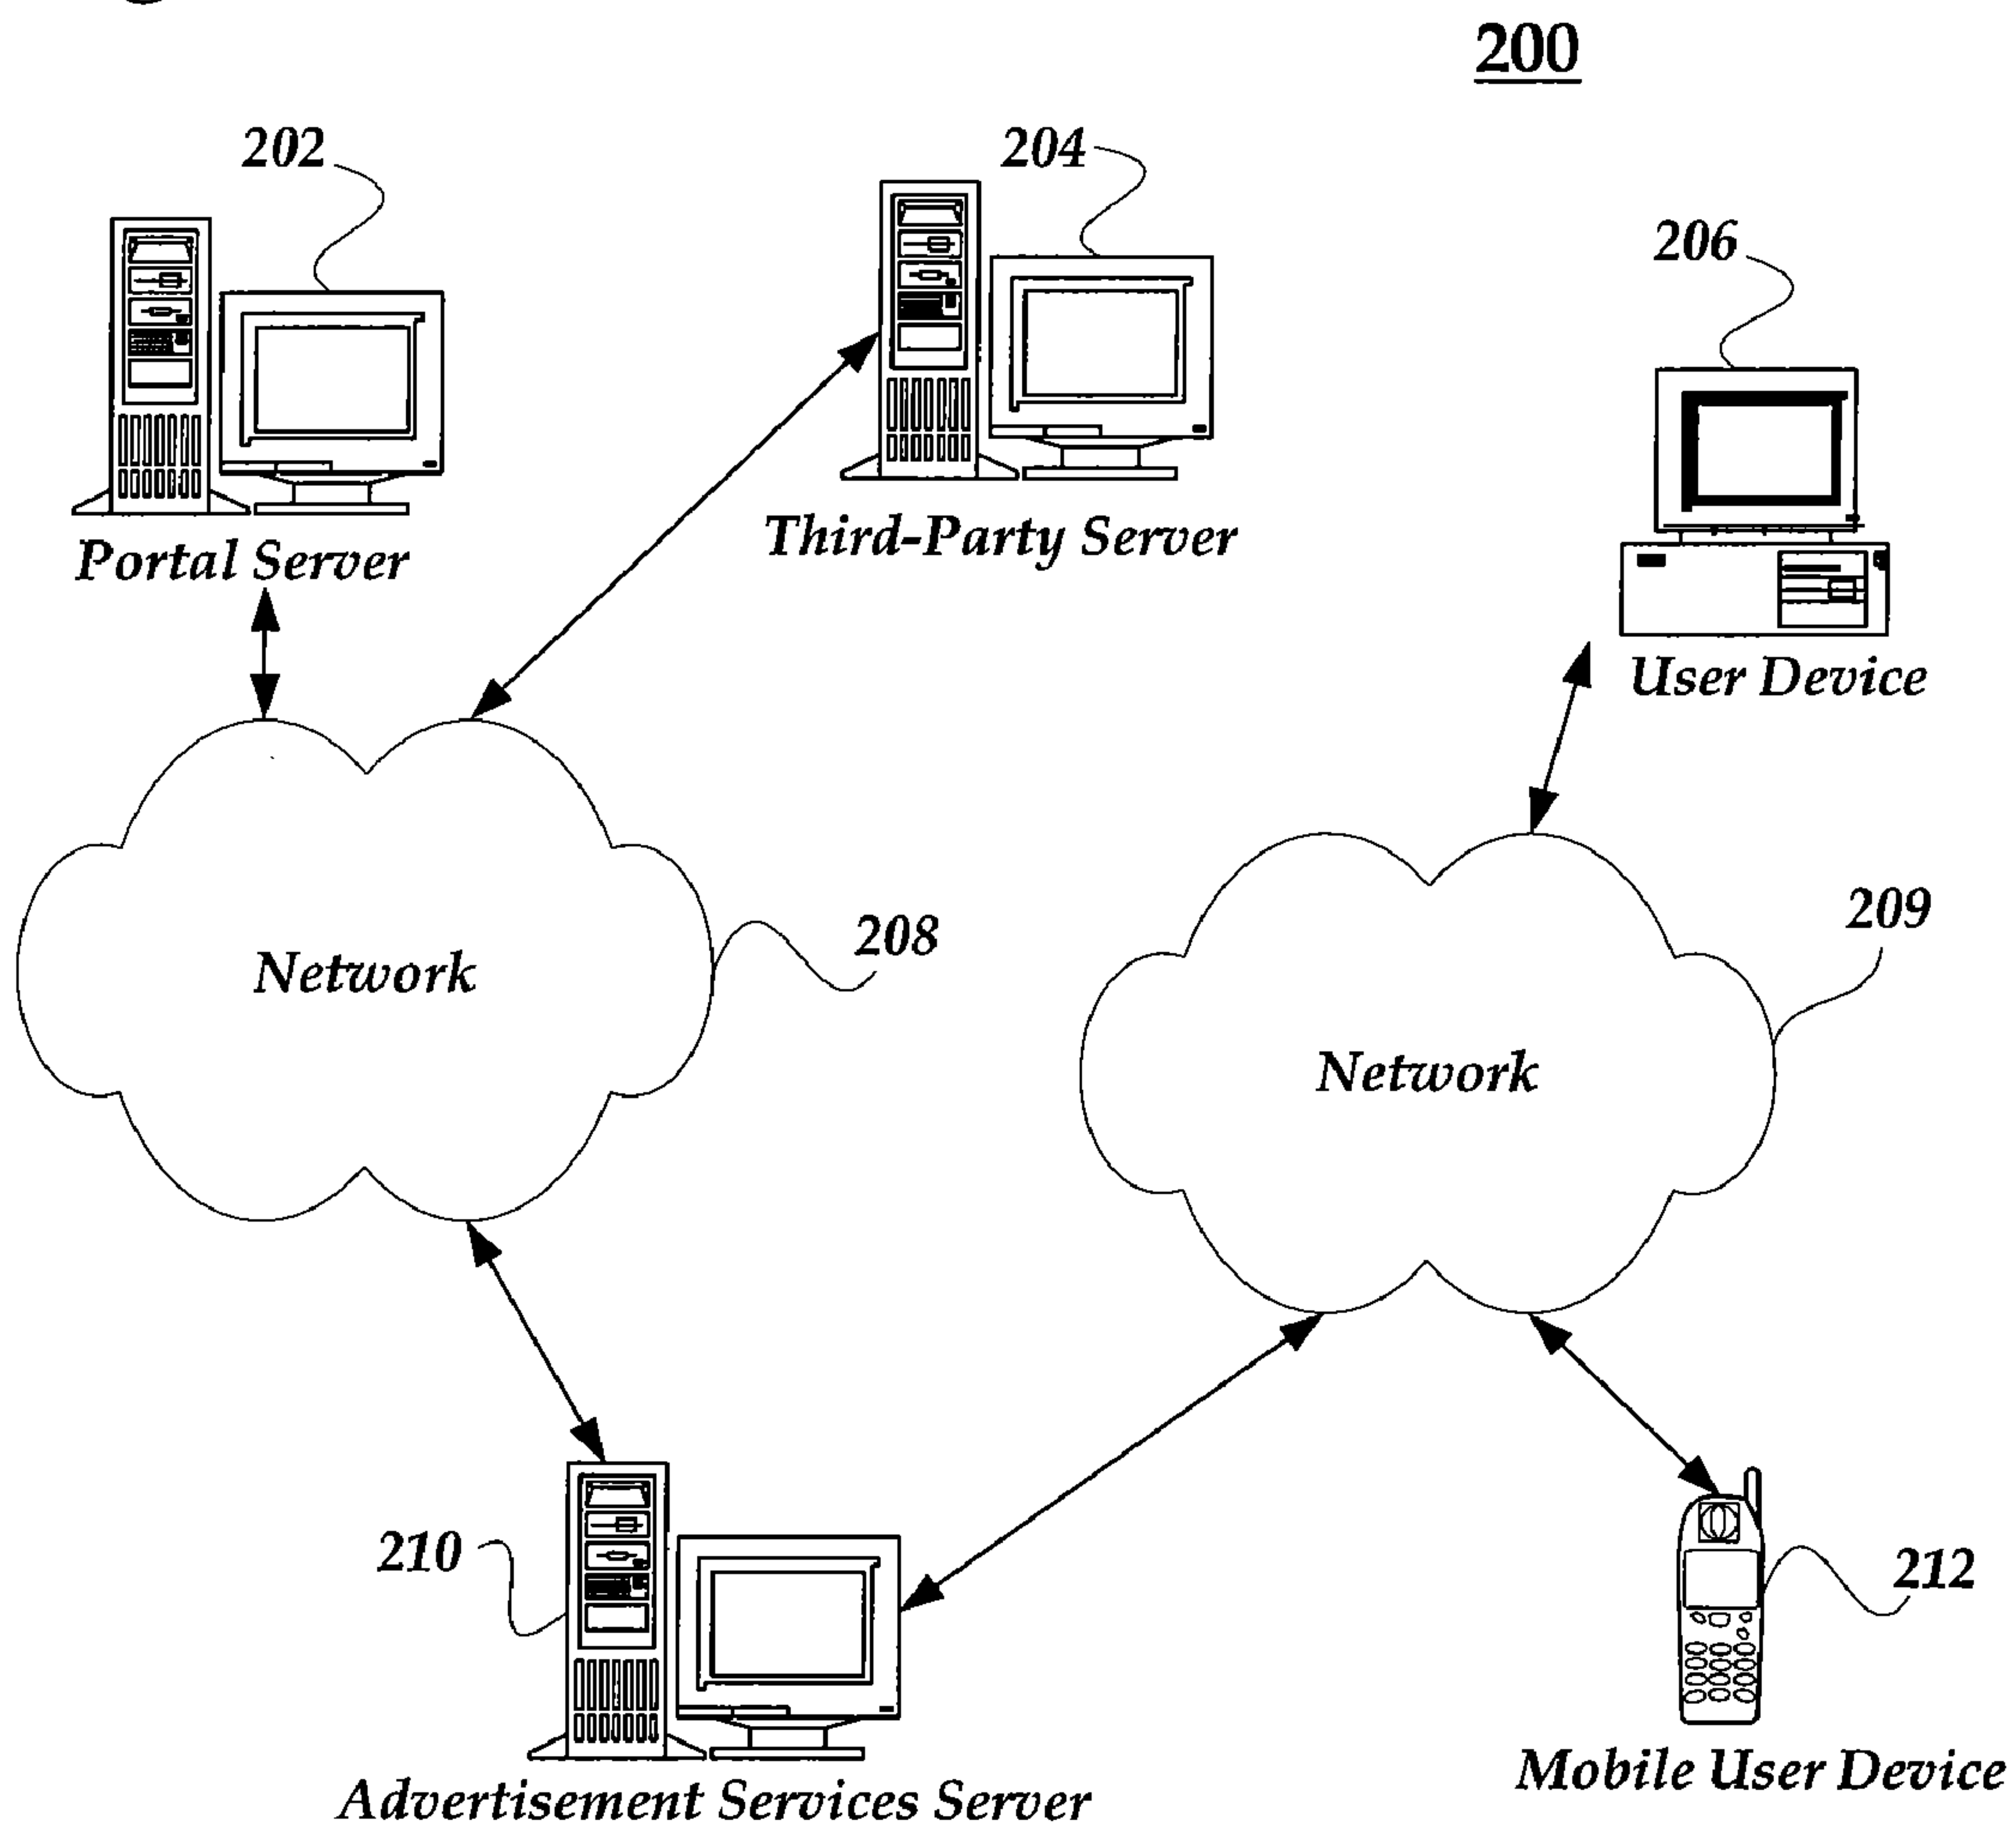 200
202
204
206
Portal Server
Third-Party Server
User Device
Network
208
Network
209
210
212
Advertisement Services Server
Mobile User Device